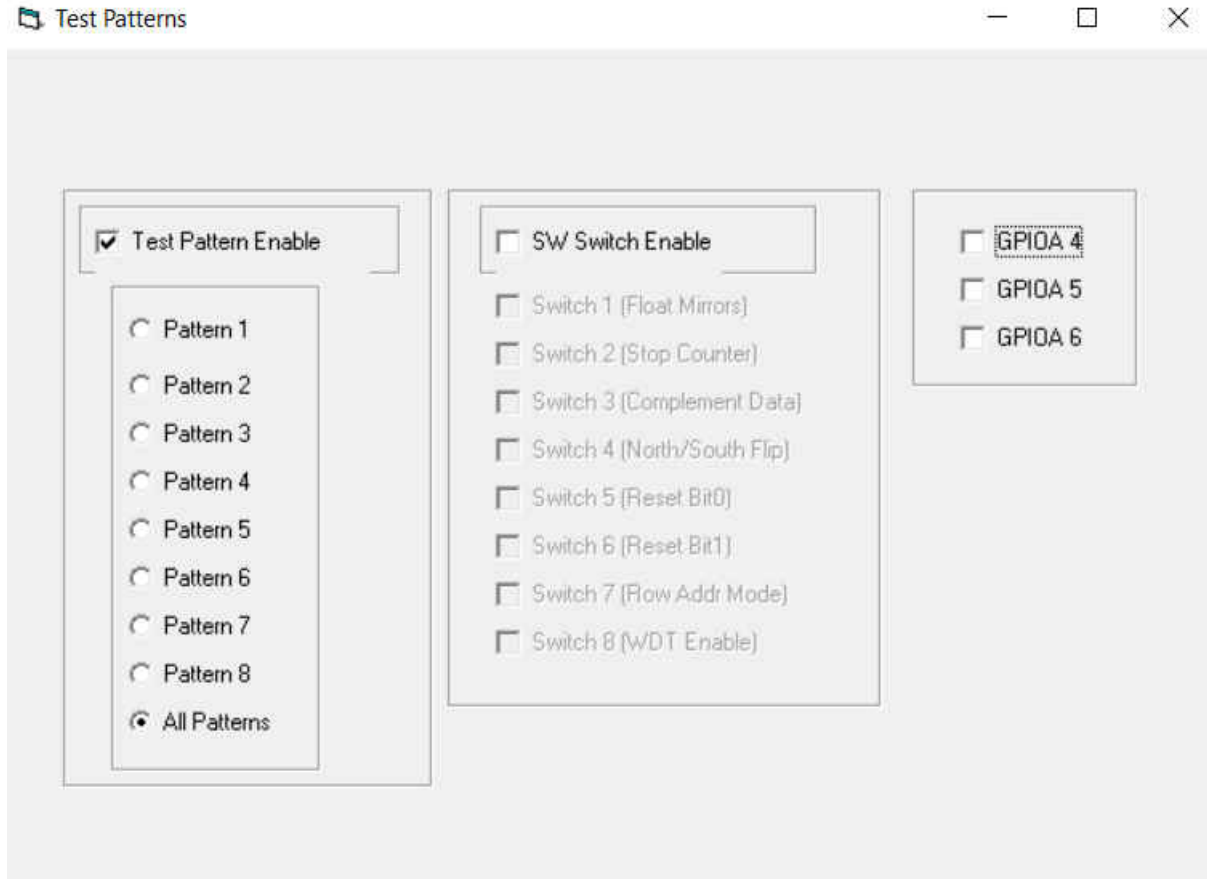 Test Patterns
Test Pattern Enable
Pattern 1
Pattern 2
Pattern 3
Pattern 4
Pattern 5
Pattern 6
Pattern 7
Pattern 8
All Patterns
SW Switch Enable
Switch 1 (Float Mirrors)
Switch 2 (Stop Counter)
Switch 3 (Complement Data)
Switch 4 (North/South Flip)
Switch 5 (Reset Bit0)
Switch 6 (Reset Bit1)
Switch 7 (Row Addr Mode)
Switch 8 (WDT Enable)
GPIOA 4
GPIOA 5
GPIOA 6